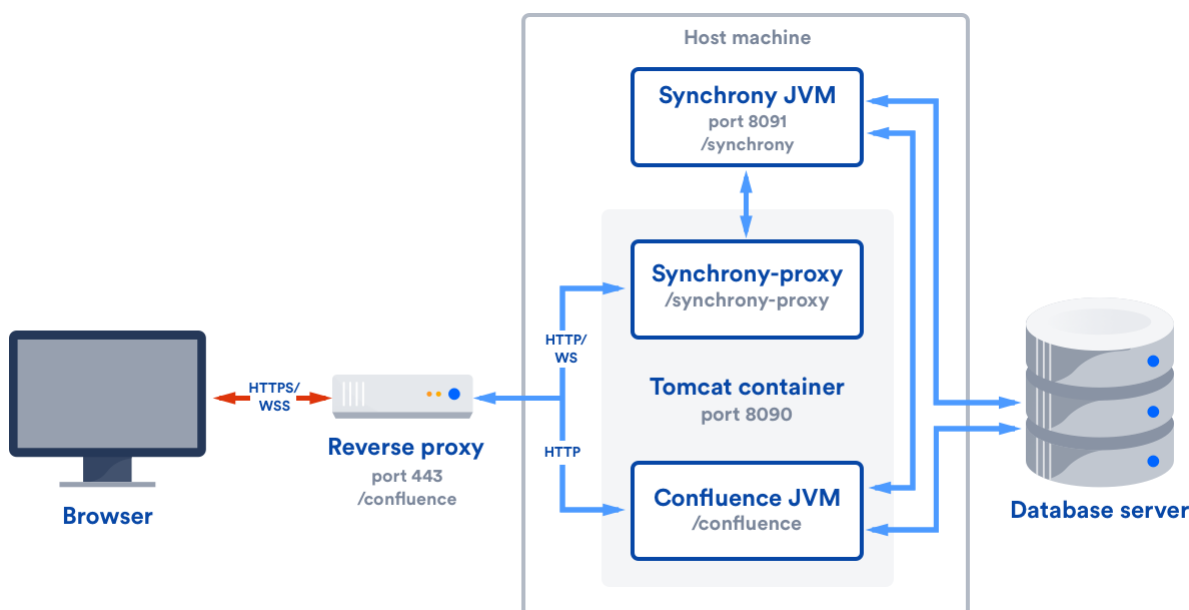 Host machine
Synchrony JVM
port 8091
/synchrony
Synchrony-proxy
/synchrony-proxy
HTTP/
WS
Tomcat container
port 8090
HTTPS/
WSS
Reverse proxy
port 443
/confluence
HTTP
Confluence JVM
/confluence
Browser
Database server